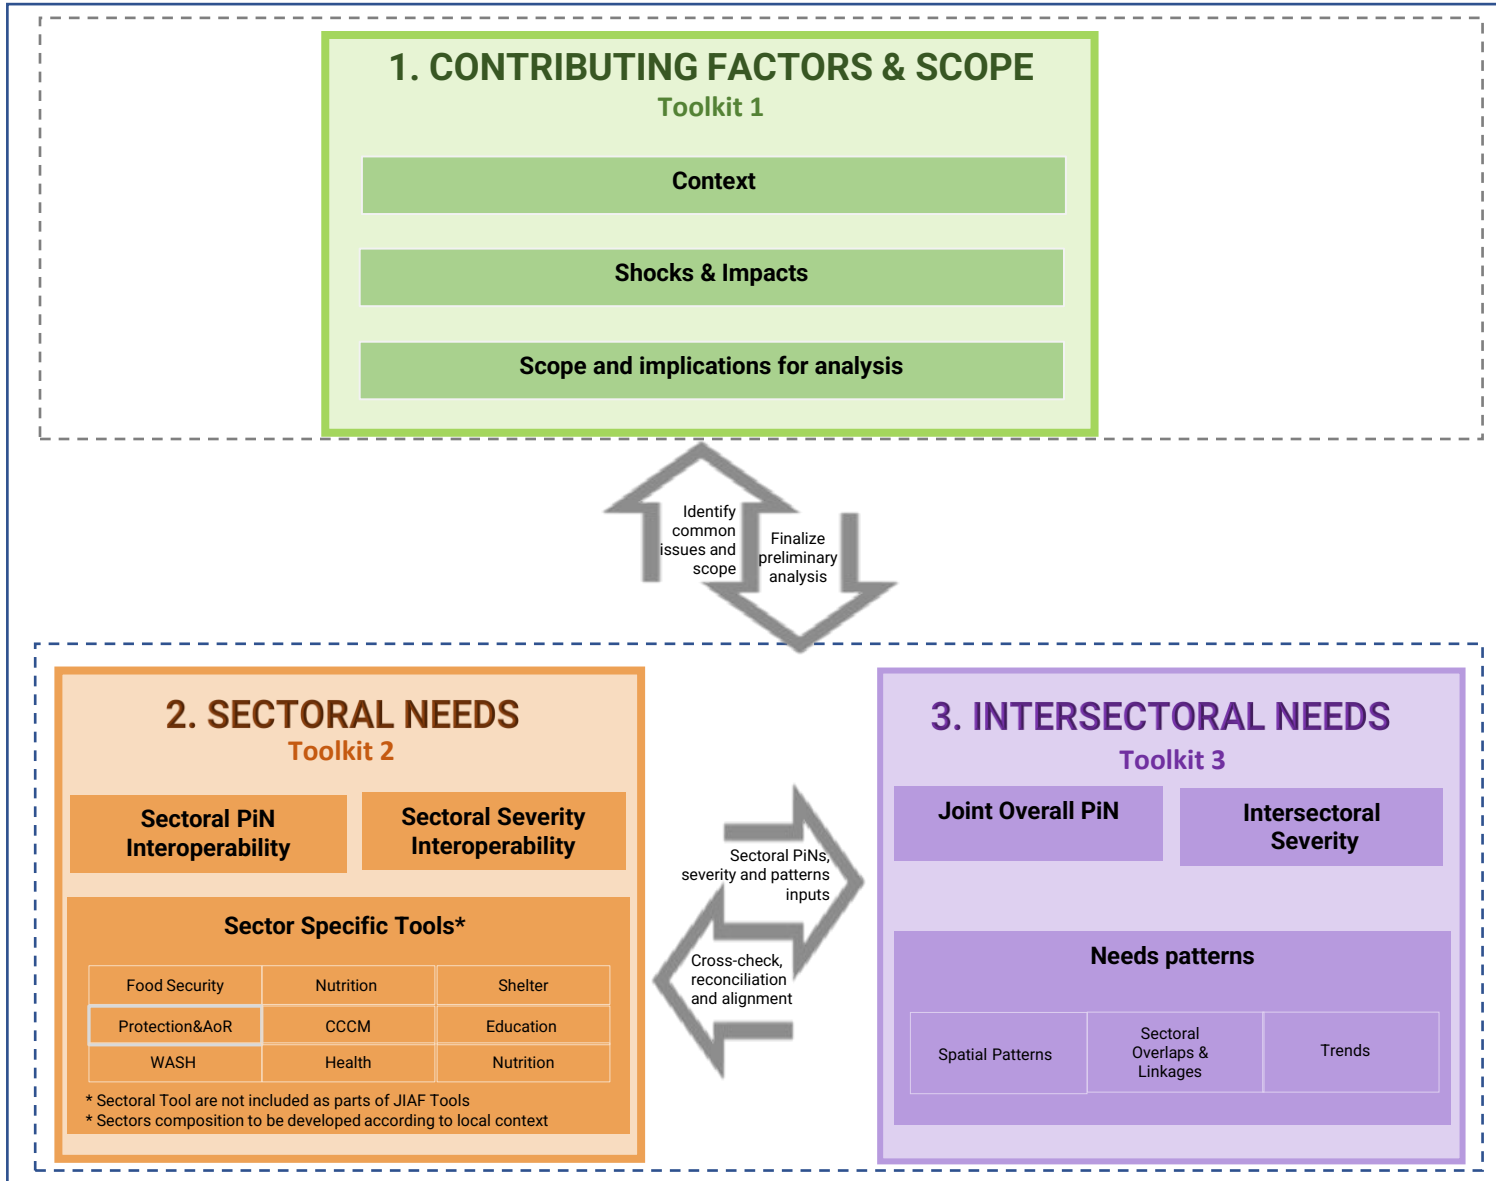 1. CONTRIBUTING FACTORS & SCOPE
Toolkit 1
Context
Shocks & Impacts
Scope and implications for analysis
Identify
common
issues and
scope
Finalize
preliminary
analysis
2. SECTORAL NEEDS
Toolkit 2
Sectoral PiN
Interoperability
Sectoral Severity
Interoperability
Sector Specific Tools*
Food Security
Nutrition
Shelter
Protection&AoR
CCCM
Education
WASH
Health
Nutrition
* Sectoral Tool are not included as parts of JIAF Tools
* Sectors composition to be developed according to local context
Sectoral PiNs,
severity and patterns
inputs
Cross-check,
reconciliation
and alignment
3. INTERSECTORAL NEEDS
Toolkit 3
Joint Overall PiN
Intersectoral
Severity
Needs patterns
Spatial Patterns
Sectoral
Overlaps &
Linkages
Trends